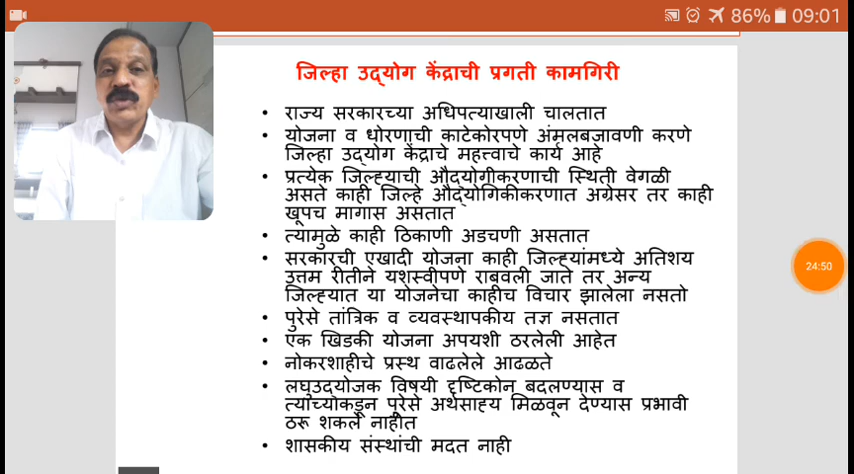 86% 09:01
जिल्हा उद्योग केंद्राची प्रगती कामगिरी
• राज्य सरकारच्या अधिपत्याखाली चालतात
• योजना व धोरणाची काटेकोरपणे अंमलबजावणी करणे
जिल्हा उद्योग केंद्राचे महत्त्वाचे कार्य आहे
• प्रत्येक जिल्ह्याची औद्योगीकरणाची स्थिती वेगळी
असते काही जिल्हे औद्योगिकीकरणात अग्रेसर तर काही
खूपच मागास असतात
• त्यामुळे काही ठिकाणी अडचणी असतात
• सरकारची एखादी योजना काही जिल्ह्यांमध्ये अतिशय
उत्तम रीतीने यशस्वीपणे राबवली जाते तर अन्य
जिल्ह्यात या योजनेचा काहीच विचार झालेला नसतो
• पुरेसे तांत्रिक व व्यवस्थापकीय तज्ञ नसतात
• एक खिडकी योजना अपयशी ठरलेली आहेत
• नोकरशाहीचे प्रस्थ वाढलेले आढळते
• लघुउद्योजक विषयी दृष्टिकोन बदलण्यास व
त्यांच्याकडून पुरेसे अर्थसाह्य मिळवून देण्यास प्रभावी
ठरू शकले नाहीत
• शासकीय संस्थांची मदत नाही
24:50